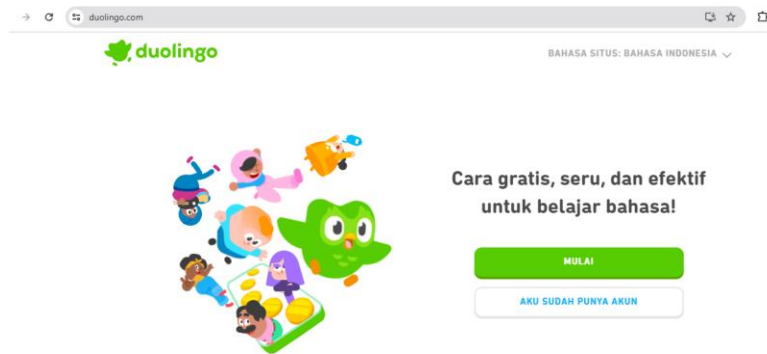 duolingo.com
duolingo
BAHASA SITUS: BAHASA INDONESIA
Cara gratis, seru, dan efektif
untuk belajar bahasa!
MULAI
AKU SUDAH PUNYA AKUN